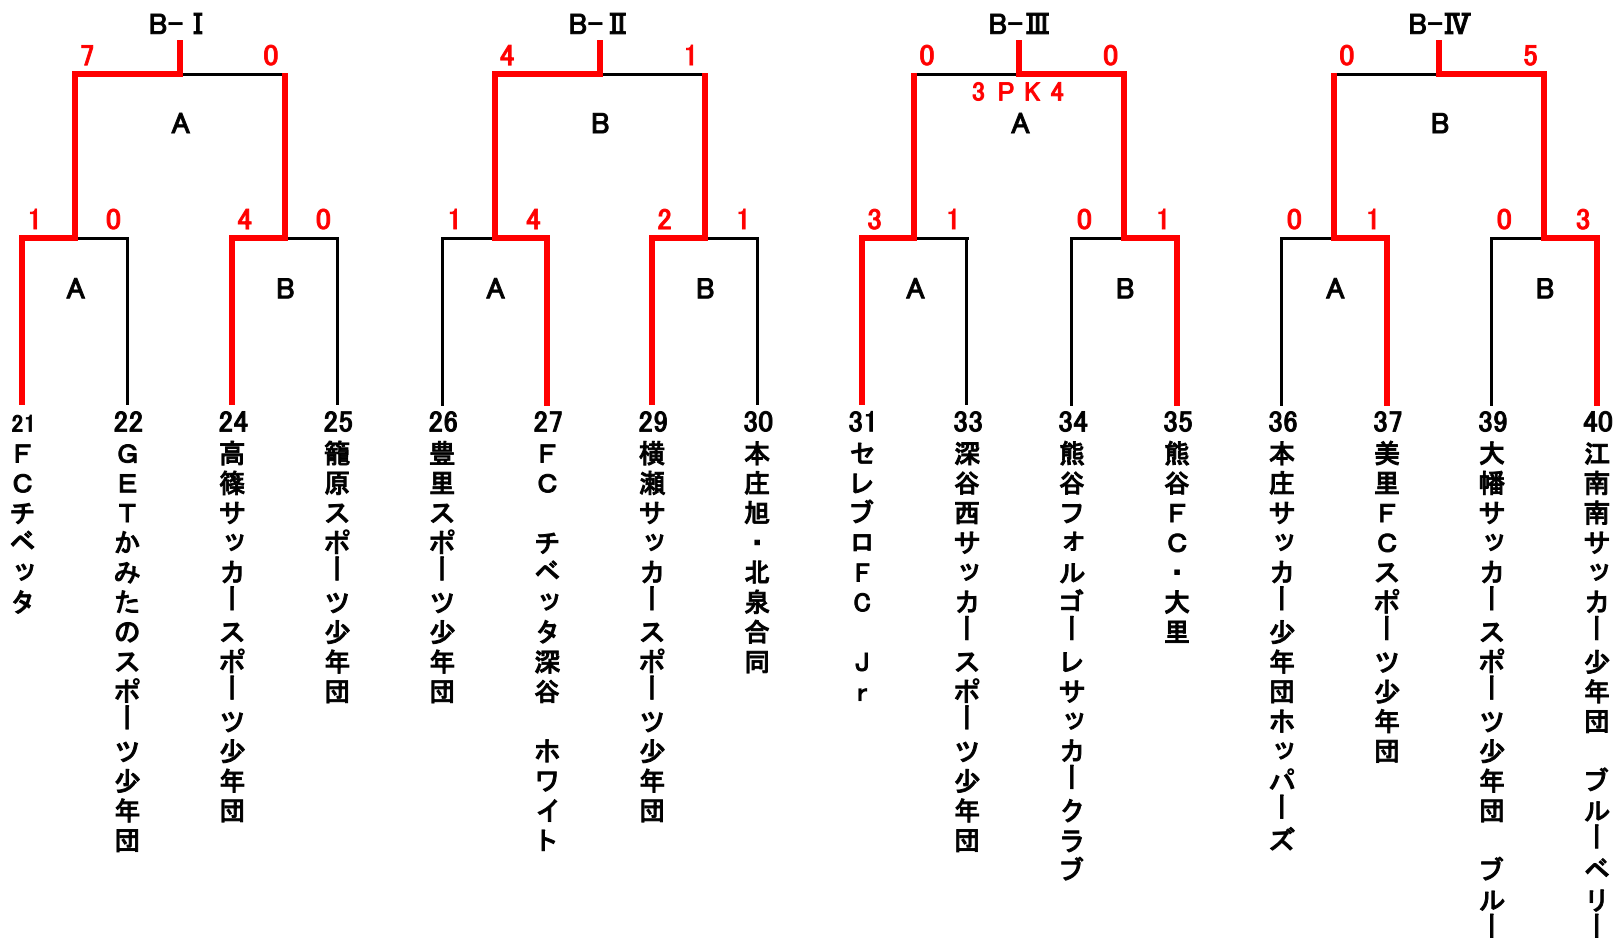 B-Ⅰ B-Ⅱ B-Ⅲ B-Ⅳ
7 0 4 1 0 0 0 5
3 PK 4
A B A B
1 0 4 0 1 4 2 1 3 1 0 1 0 1 0 3
A B A B A B A B
21 22 24 25 26 27 29 30 31 33 34 35 36 37 39 40
FCチベッタ
GETかみたのスポーツ少年団
高篠サッカースポーツ少年団
籠原スポーツ少年団
豊里スポーツ少年団
FC チベッタ深谷 ホワイト
横瀬サッカースポーツ少年団
本庄旭・北泉合同
セレブロFC Jr
深谷西サッカースポーツ少年団
熊谷フォルゴーレサッカークラブ
熊谷FC・大里
本庄サッカー少年団ホッパーズ
美里FCスポーツ少年団
大幡サッカースポーツ少年団 ブルー
江南南サッカー少年団 ブルーベリー